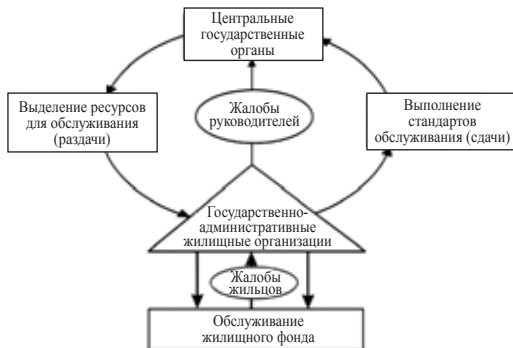 Центральные
государственные
органы
Выделение ресурсов
для обслуживания
(раздачи)
Жалобы
руководителей
Выполнение
стандартов
обслуживания (сдачи)
Государственно-
административные
жилищные организации
Жалобы
жильцов
Обслуживание
жилищного фонда